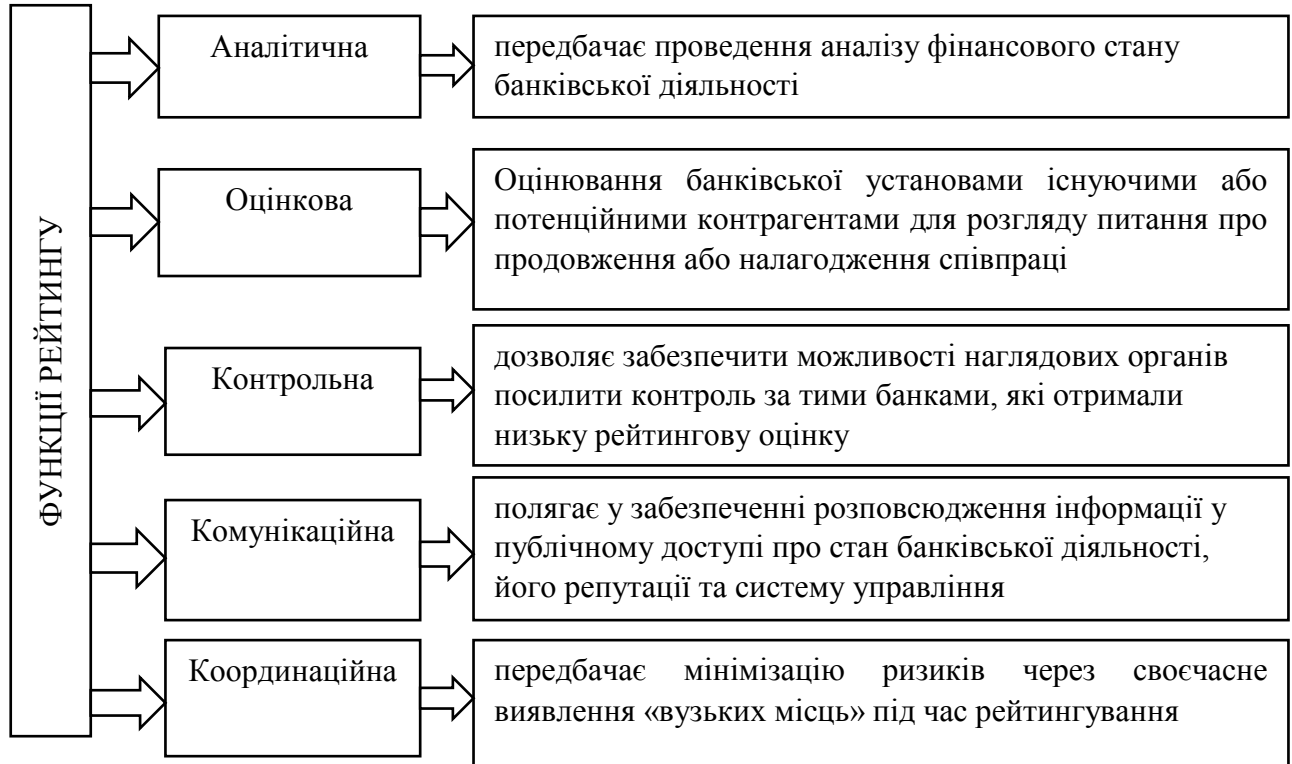 ФУНКЦІЇ РЕЙТИНГУ
Аналітична
передбачає проведення аналізу фінансового стану
банківської діяльності
Оцінкова
Оцінювання банківської установами існуючими або
потенційними контрагентами для розгляду питання про
продовження або налагодження співпраці
Контрольна
дозволяє забезпечити можливості наглядових органів
посилити контроль за тими банками, які отримали
низьку рейтингову оцінку
Комунікаційна
полягає у забезпеченні розповсюдження інформації у
публічному доступі про стан банківської діяльності,
його репутації та систему управління
Координаційна
передбачає мінімізацію ризиків через своєчасне
виявлення «вузьких місць» під час рейтингування